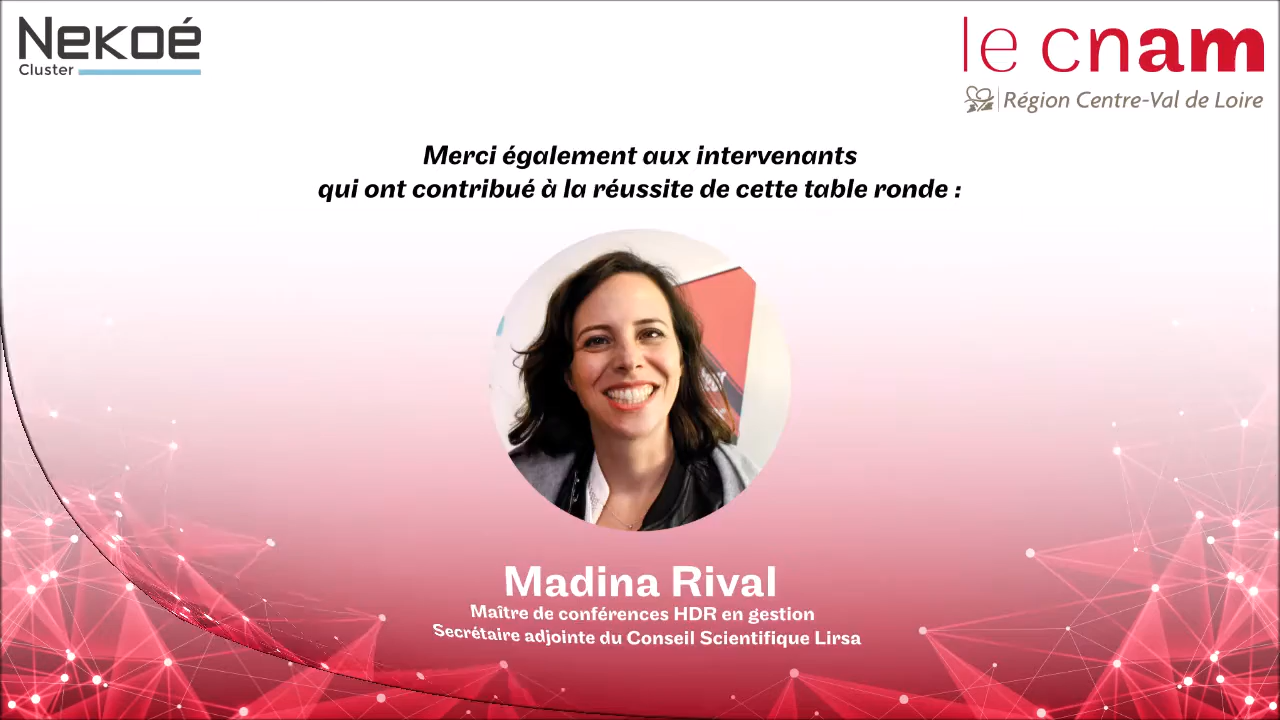 Nekoé
Cluster
le cnam
Région Centre-Val de Loire
Merci également aux intervenants
qui ont contribué à la réussite de cette table ronde :
Madina Rival
Maître de conférences HDR en gestion
Secrétaire adjointe du Conseil Scientifique Lirsa